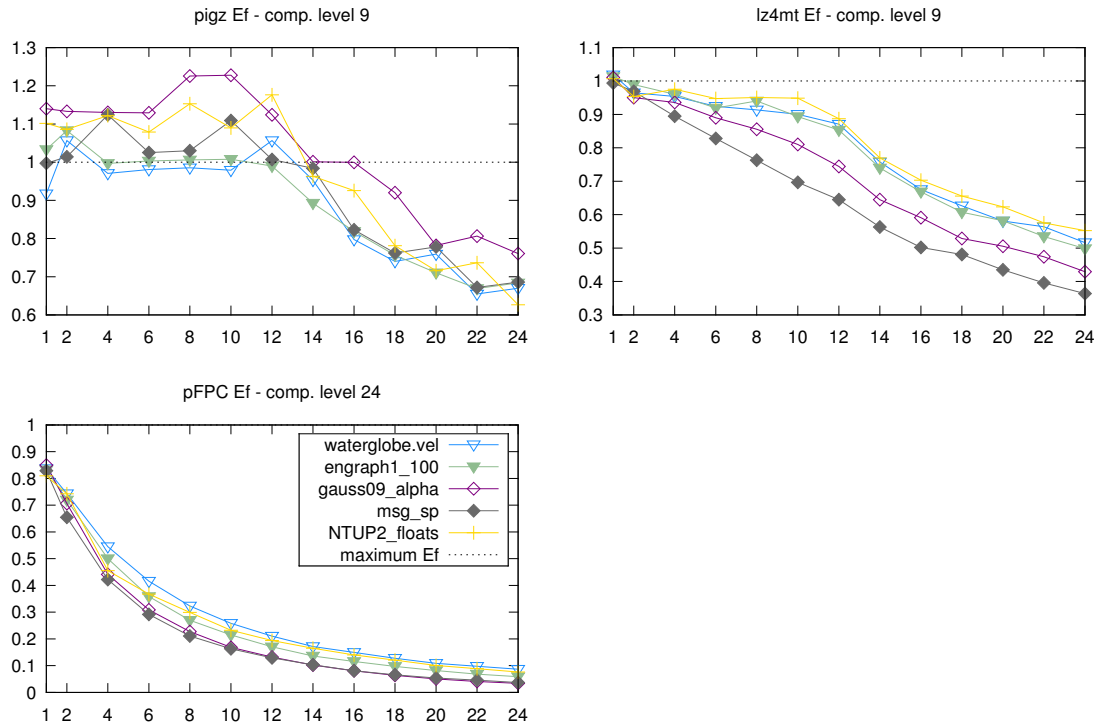 pigz Ef - comp. level 9
1.3
1.2
1.1
1
0.9
0.8
0.7
0.6
1 2 4 6 8 10 12 14 16 18 20 22 24
lz4mt Ef - comp. level 9
1.1
1
0.9
0.8
0.7
0.6
0.5
0.4
0.3
1 2 4 6 8 10 12 14 16 18 20 22 24
pFPC Ef - comp. level 24
1
0.9
0.8
0.7
0.6
0.5
0.4
0.3
0.2
0.1
0
waterglobe.vel
engraph1_100
gauss09_alpha
msg_sp
NTUP2_floats
maximum Ef
1 2 4 6 8 10 12 14 16 18 20 22 24